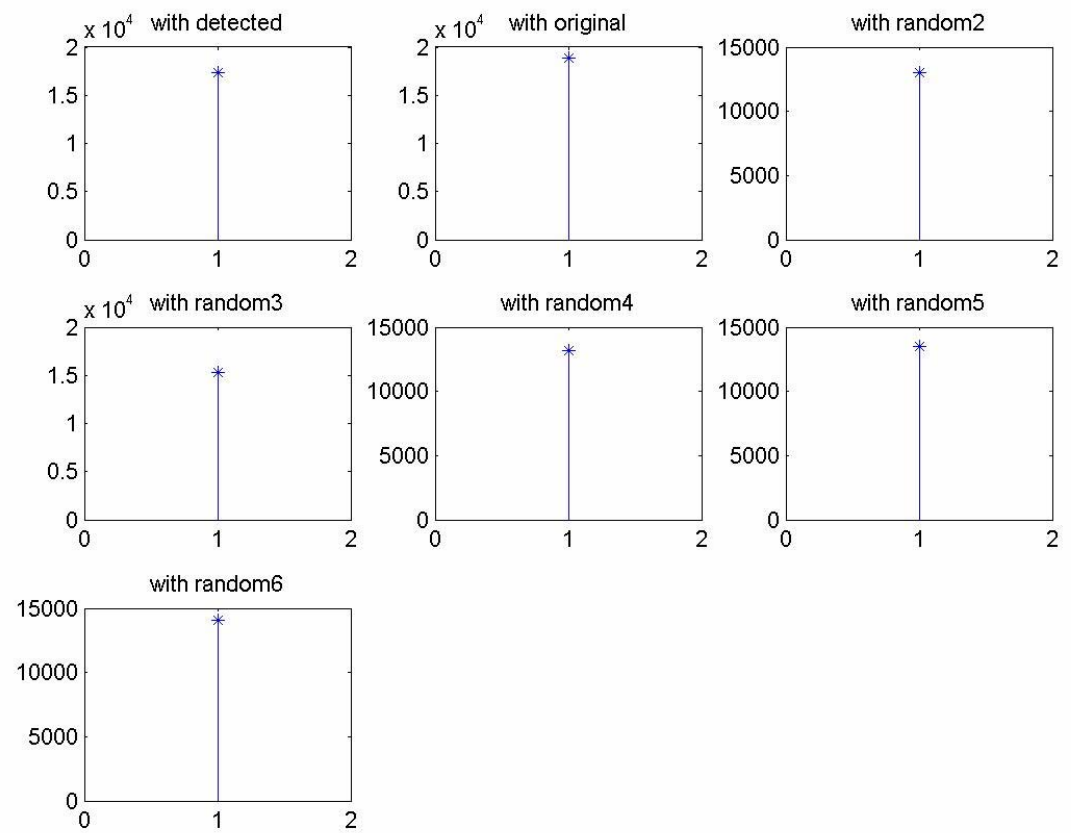 x 10^4 with detected
2
1.5
1
0.5
0
0 1 2
x 10^4 with original
2
1.5
1
0.5
0
0 1 2
with random2
15000
10000
5000
0
0 1 2
x 10^4 with random3
2
1.5
1
0.5
0
0 1 2
with random4
15000
10000
5000
0
0 1 2
with random5
15000
10000
5000
0
0 1 2
with random6
15000
10000
5000
0
0 1 2